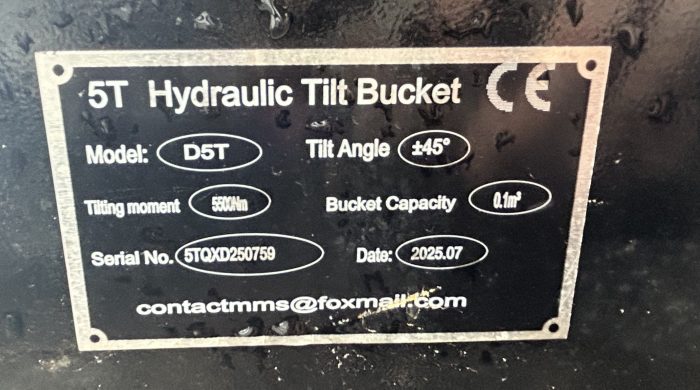 5T Hydraulic Tilt Bucket CE
Model: D5T Tilt Angle ±45°
Tilting moment 5500Nm Bucket Capacity 0.1m³
Serial No. 5TQXD250759 Date: 2025.07
contactmms@foxmail.com